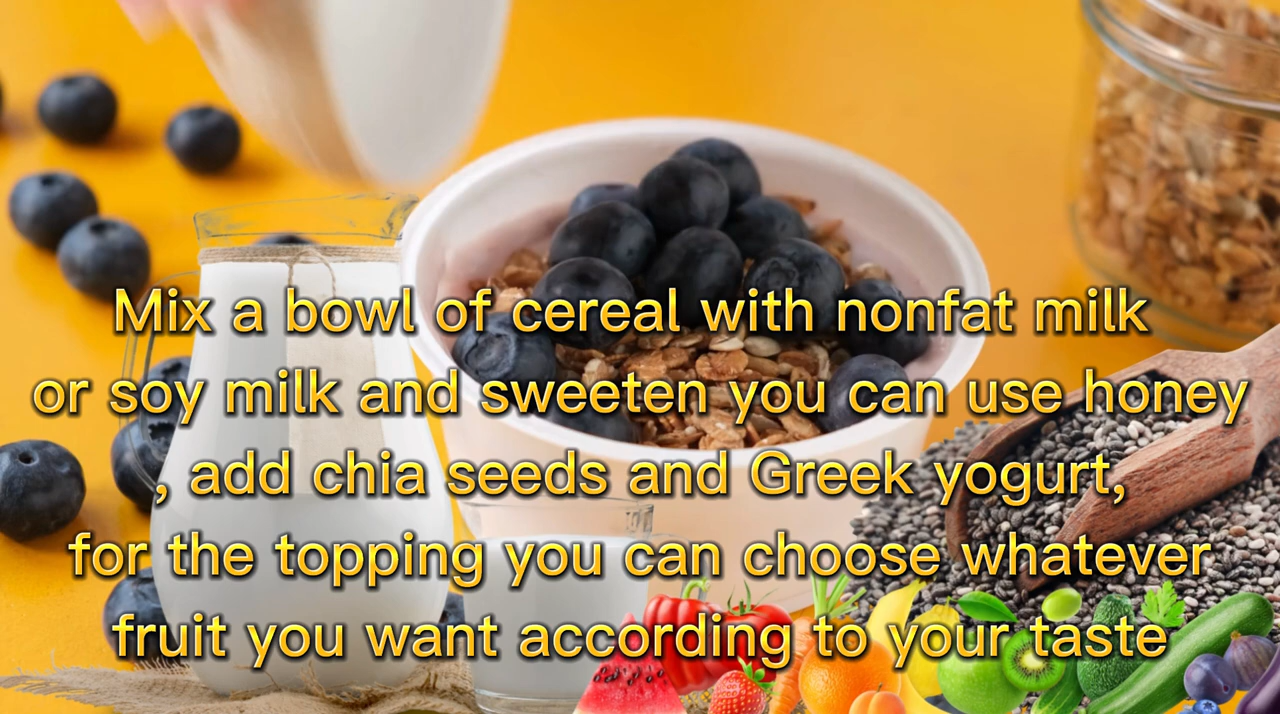 Mix a bowl of cereal with nonfat milk
or soy milk and sweeten you can use honey
, add chia seeds and Greek yogurt,
for the topping you can choose whatever
fruit you want according to your taste